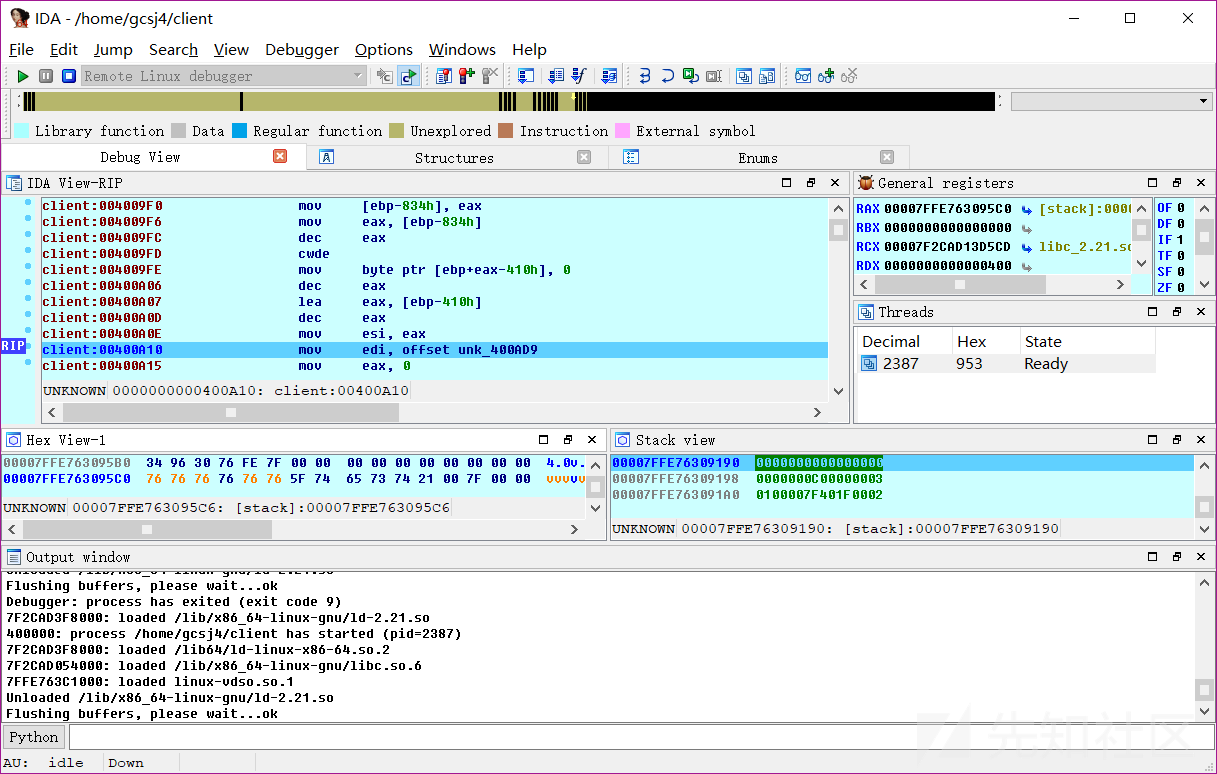 IDA - /home/gcsj4/client
File Edit Jump Search View Debugger Options Windows Help
Remote Linux debugger
Library function Data Regular function Unexplored Instruction External symbol
Debug View Structures Enums
IDA View-RIP
client:004009F0 mov [ebp-834h], eax
client:004009F6 mov eax, [ebp-834h]
client:004009FC dec eax
client:004009FD cwde
client:004009FE mov byte ptr [ebp+eax-410h], 0
client:00400A06 dec eax
client:00400A07 lea eax, [ebp-410h]
client:00400A0D dec eax
client:00400A0E mov esi, eax
RIP client:00400A10 mov edi, offset unk_400AD9
client:00400A15 mov eax, 0
UNKNOWN 0000000000400A10: client:00400A10
General registers
RAX 00007FFE763095C0 [stack]:0000
RBX 0000000000000000
RCX 00007F2CAD13D5CD libc_2.21.so
RDX 0000000000000400
OF 0
DF 0
IF 1
TF 0
SF 0
ZF 0
Threads
Decimal Hex State
2387 953 Ready
Hex View-1
00007FFE763095B0 34 96 30 76 FE 7F 00 00 00 00 00 00 00 00 00 00 4.0v.
00007FFE763095C0 76 76 76 76 76 76 5F 74 65 73 74 21 00 7F 00 00 vvvvv
UNKNOWN 00007FFE763095C6: [stack]:00007FFE763095C6
Stack view
00007FFE76309190 0000000000000000
00007FFE76309198 0000000C00000003
00007FFE763091A0 0100007F401F0002
UNKNOWN 00007FFE76309190: [stack]:00007FFE76309190
Output window
Unloaded /lib/x86_64-linux-gnu/ld-2.21.so
Flushing buffers, please wait...ok
Debugger: process has exited (exit code 9)
7F2CAD3F8000: loaded /lib/x86_64-linux-gnu/ld-2.21.so
400000: process /home/gcsj4/client has started (pid=2387)
7F2CAD3F8000: loaded /lib64/ld-linux-x86-64.so.2
7F2CAD054000: loaded /lib/x86_64-linux-gnu/libc.so.6
7FFE763C1000: loaded linux-vdso.so.1
Unloaded /lib/x86_64-linux-gnu/ld-2.21.so
Flushing buffers, please wait...ok
Python
AU: idle Down
先知社区